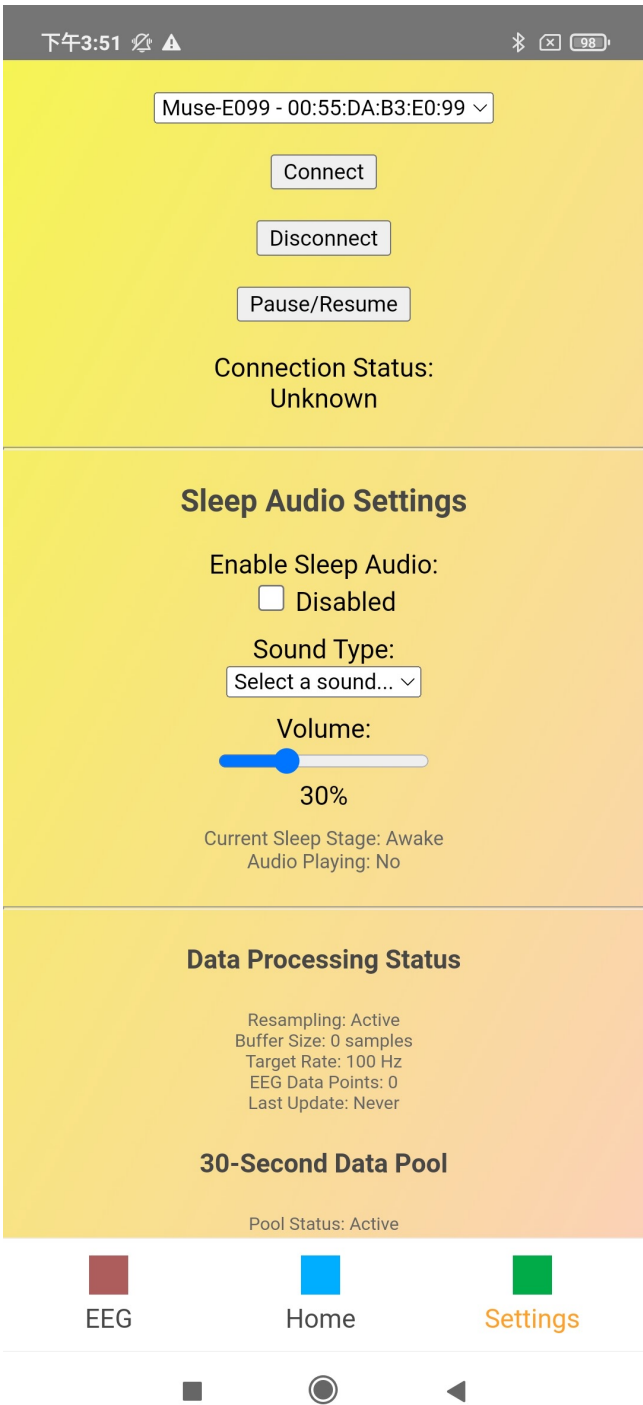 下午3:51
98
Muse-E099 - 00:55:DA:B3:E0:99
Connect
Disconnect
Pause/Resume
Connection Status:
Unknown
Sleep Audio Settings
Enable Sleep Audio:
Disabled
Sound Type:
Select a sound...
Volume:
30%
Current Sleep Stage: Awake
Audio Playing: No
Data Processing Status
Resampling: Active
Buffer Size: 0 samples
Target Rate: 100 Hz
EEG Data Points: 0
Last Update: Never
30-Second Data Pool
Pool Status: Active
EEG
Home
Settings